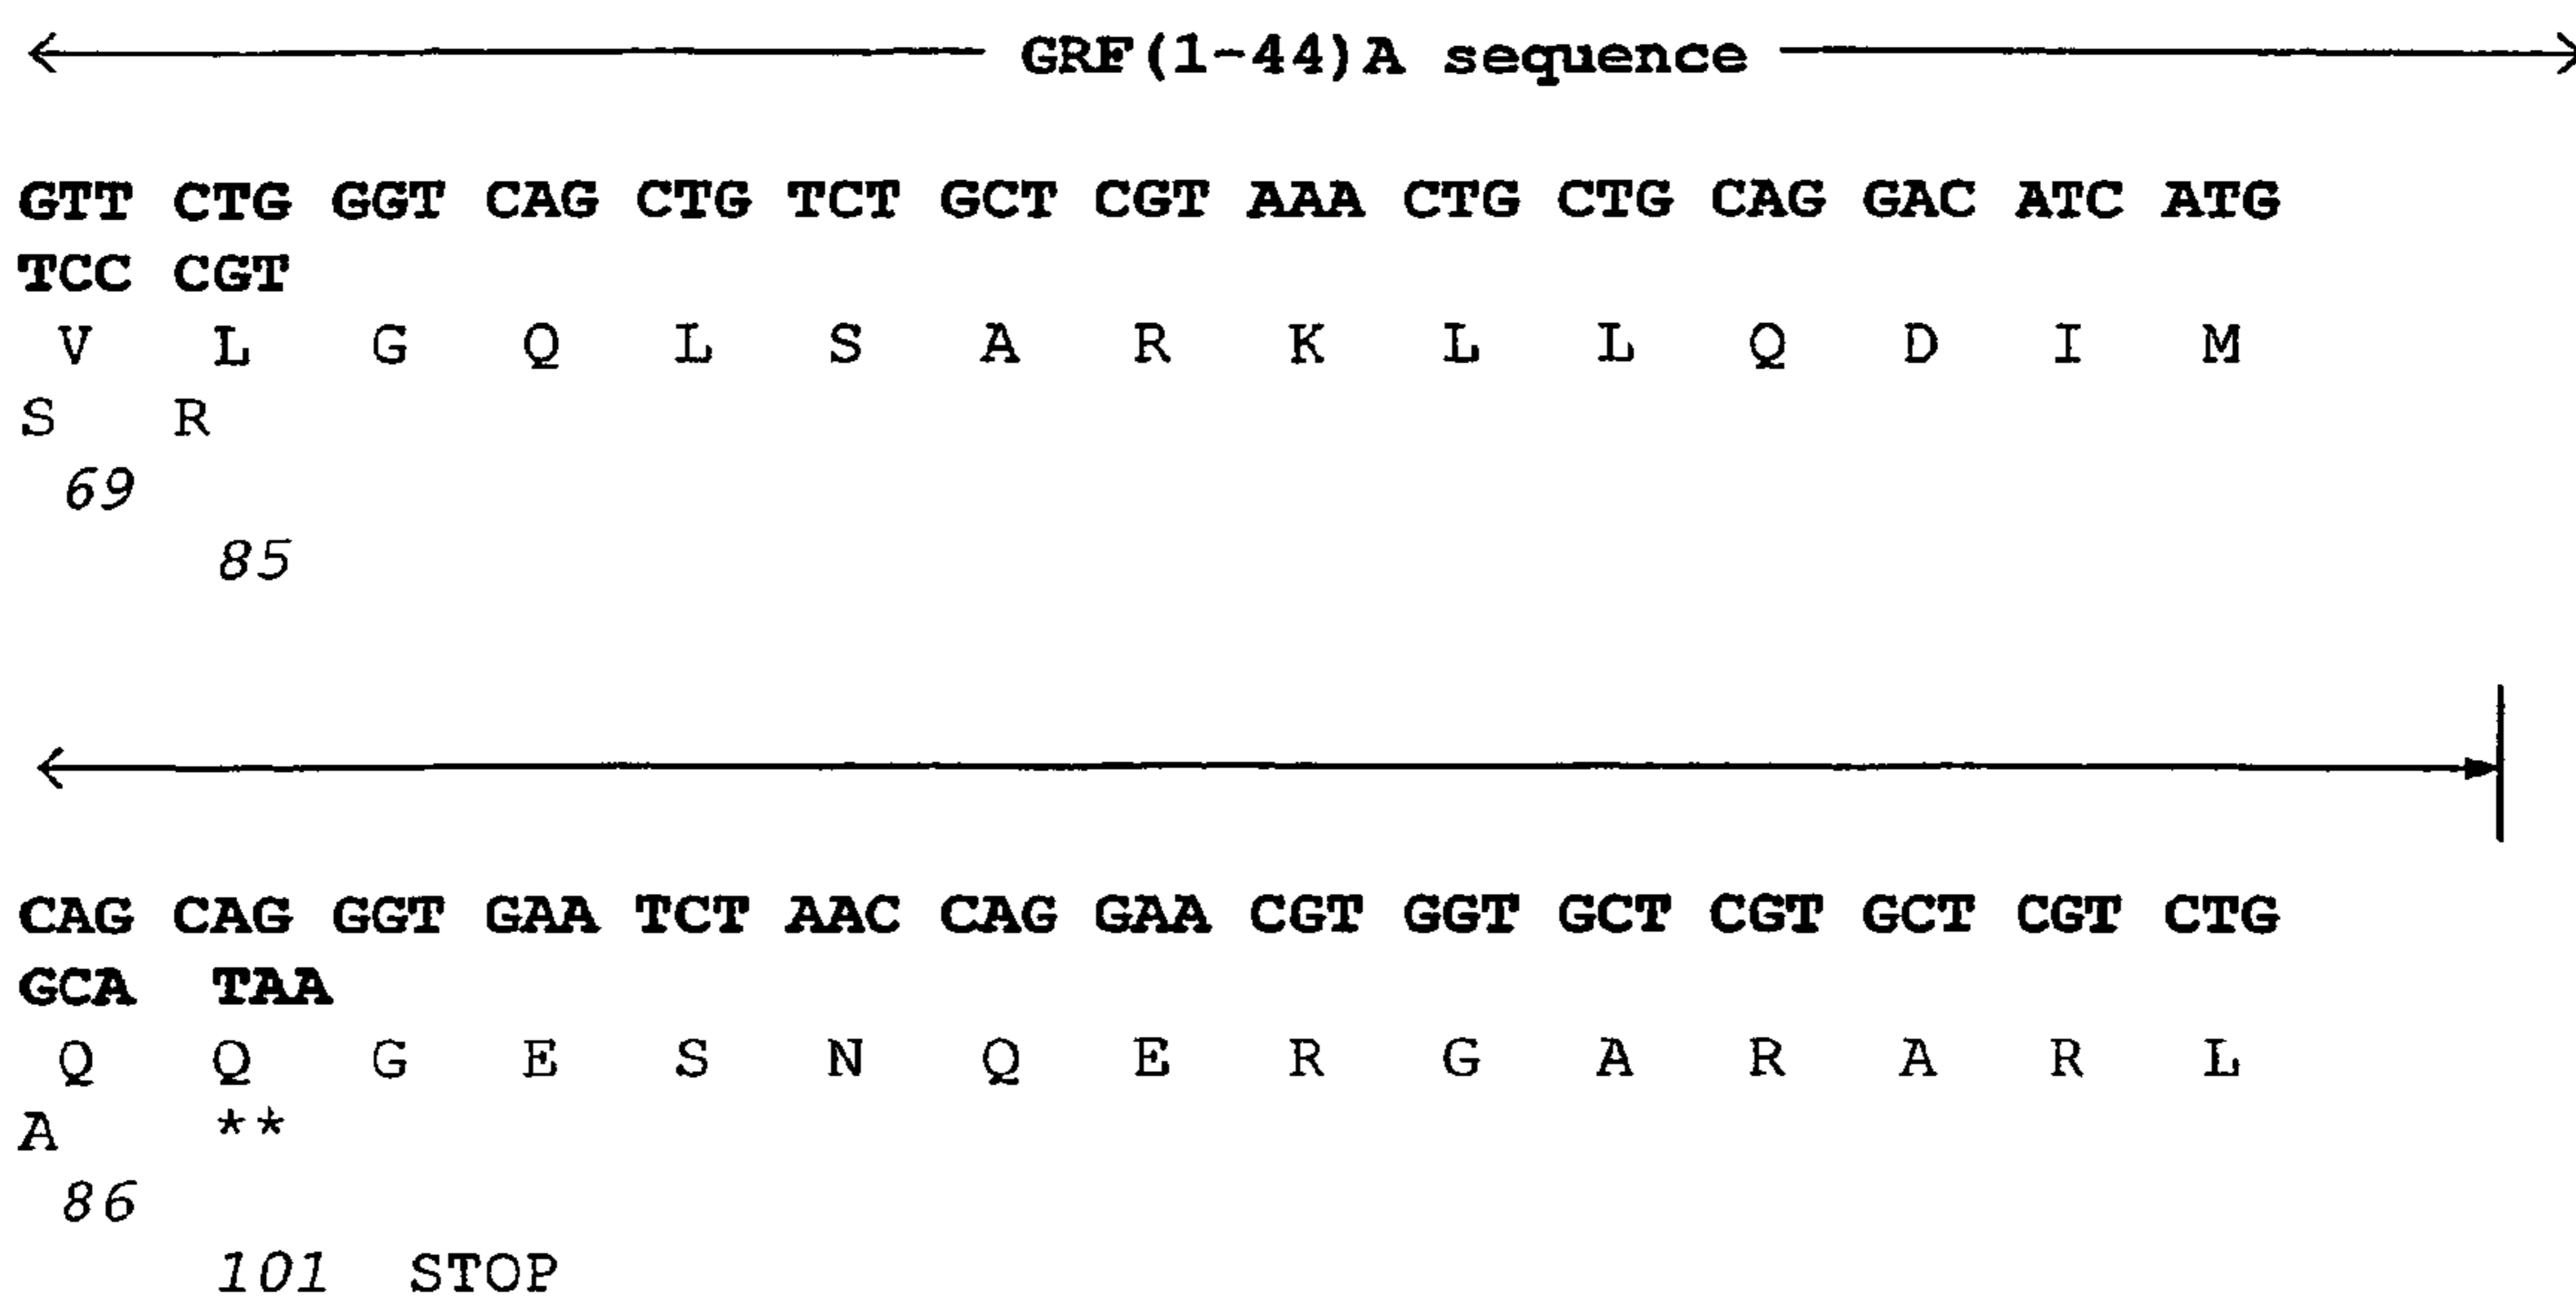 GRF(1-44)A sequence
GTT CTG GGT CAG CTG TCT GCT CGT AAA CTG CTG CAG GAC ATC ATG
TCC CGT
V L G Q L S A R K L L Q D I M
S R
69
85
CAG CAG GGT GAA TCT AAC CAG GAA CGT GGT GCT CGT GCT CGT CTG
GCA TAA
Q Q G E S N Q E R G A R A R L
A **
86
101 STOP